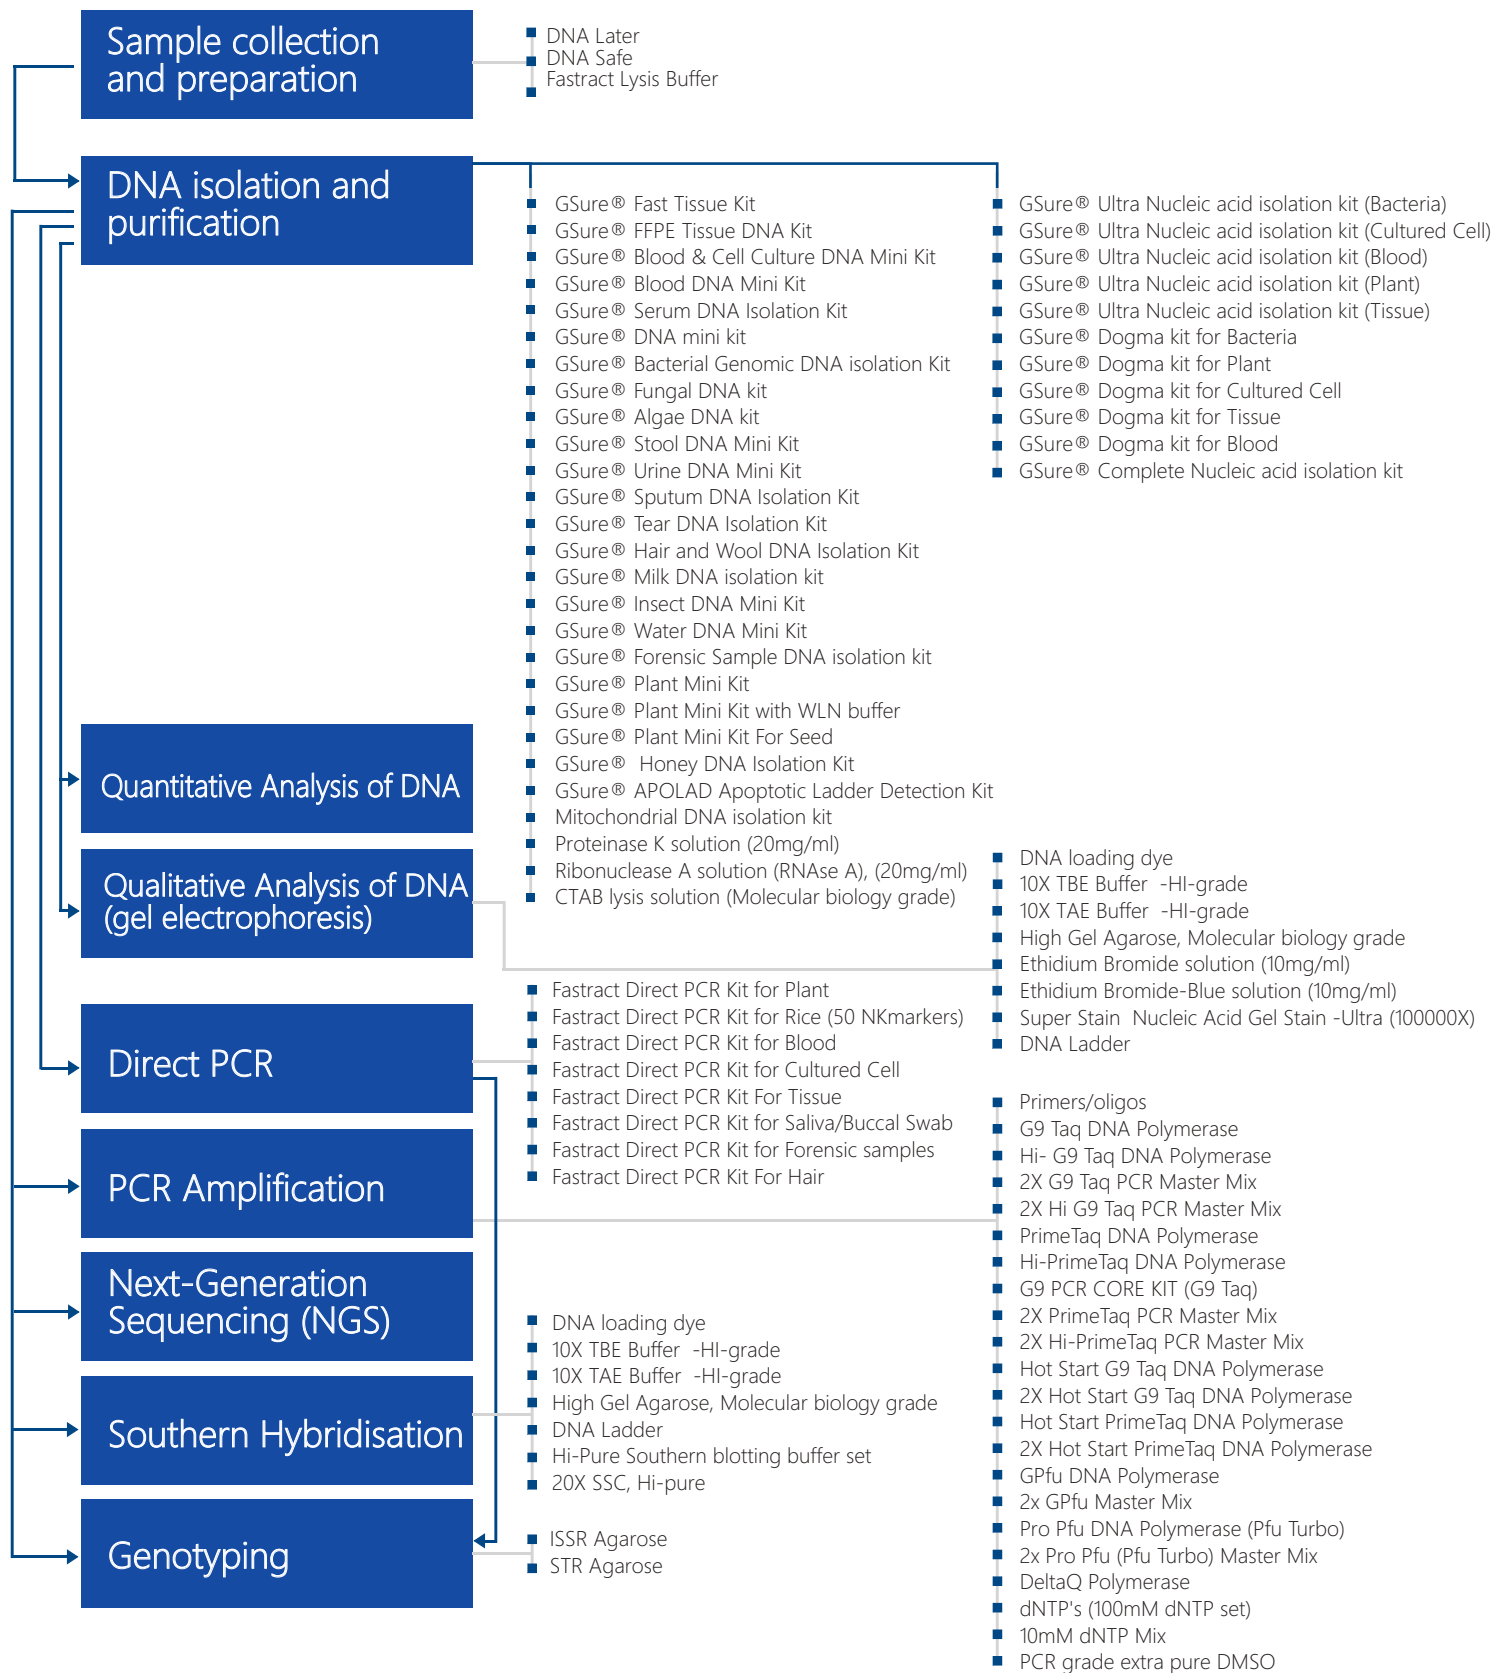 Sample collection
and preparation
DNA Later
DNA Safe
Fastract Lysis Buffer
DNA isolation and
purification
GSure® Fast Tissue Kit
GSure® FFPE Tissue DNA Kit
GSure® Blood & Cell Culture DNA Mini Kit
GSure® Blood DNA Mini Kit
GSure® Serum DNA Isolation Kit
GSure® DNA mini kit
GSure® Bacterial Genomic DNA isolation Kit
GSure® Fungal DNA kit
GSure® Algae DNA kit
GSure® Stool DNA Mini Kit
GSure® Urine DNA Mini Kit
GSure® Sputum DNA Isolation Kit
GSure® Tear DNA Isolation Kit
GSure® Hair and Wool DNA Isolation Kit
GSure® Milk DNA isolation kit
GSure® Insect DNA Mini Kit
GSure® Water DNA Mini Kit
GSure® Forensic Sample DNA isolation kit
GSure® Plant Mini Kit
GSure® Plant Mini Kit with WLN buffer
GSure® Plant Mini Kit For Seed
GSure® Honey DNA Isolation Kit
GSure® APOLAD Apoptotic Ladder Detection Kit
Mitochondrial DNA isolation kit
Proteinase K solution (20mg/ml)
Ribonuclease A solution (RNAse A), (20mg/ml)
CTAB lysis solution (Molecular biology grade)
GSure® Ultra Nucleic acid isolation kit (Bacteria)
GSure® Ultra Nucleic acid isolation kit (Cultured Cell)
GSure® Ultra Nucleic acid isolation kit (Blood)
GSure® Ultra Nucleic acid isolation kit (Plant)
GSure® Ultra Nucleic acid isolation kit (Tissue)
GSure® Dogma kit for Bacteria
GSure® Dogma kit for Plant
GSure® Dogma kit for Cultured Cell
GSure® Dogma kit for Tissue
GSure® Dogma kit for Blood
GSure® Complete Nucleic acid isolation kit
Quantitative Analysis of DNA
Qualitative Analysis of DNA
(gel electrophoresis)
DNA loading dye
10X TBE Buffer -HI-grade
10X TAE Buffer -HI-grade
High Gel Agarose, Molecular biology grade
Ethidium Bromide solution (10mg/ml)
Ethidium Bromide-Blue solution (10mg/ml)
Super Stain Nucleic Acid Gel Stain -Ultra (100000X)
DNA Ladder
Direct PCR
Fastract Direct PCR Kit for Plant
Fastract Direct PCR Kit for Rice (50 NKmarkers)
Fastract Direct PCR Kit for Blood
Fastract Direct PCR Kit for Cultured Cell
Fastract Direct PCR Kit For Tissue
Fastract Direct PCR Kit for Saliva/Buccal Swab
Fastract Direct PCR Kit for Forensic samples
Fastract Direct PCR Kit For Hair
PCR Amplification
Primers/oligos
G9 Taq DNA Polymerase
Hi- G9 Taq DNA Polymerase
2X G9 Taq PCR Master Mix
2X Hi G9 Taq PCR Master Mix
PrimeTaq DNA Polymerase
Hi-PrimeTaq DNA Polymerase
G9 PCR CORE KIT (G9 Taq)
2X PrimeTaq PCR Master Mix
2X Hi-PrimeTaq PCR Master Mix
Hot Start G9 Taq DNA Polymerase
2X Hot Start G9 Taq DNA Polymerase
Hot Start PrimeTaq DNA Polymerase
2X Hot Start PrimeTaq DNA Polymerase
GPfu DNA Polymerase
2x GPfu Master Mix
Pro Pfu DNA Polymerase (Pfu Turbo)
2x Pro Pfu (Pfu Turbo) Master Mix
DeltaQ Polymerase
dNTP's (100mM dNTP set)
10mM dNTP Mix
PCR grade extra pure DMSO
Next-Generation
Sequencing (NGS)
Southern Hybridisation
DNA loading dye
10X TBE Buffer -HI-grade
10X TAE Buffer -HI-grade
High Gel Agarose, Molecular biology grade
DNA Ladder
Hi-Pure Southern blotting buffer set
20X SSC, Hi-pure
Genotyping
ISSR Agarose
STR Agarose